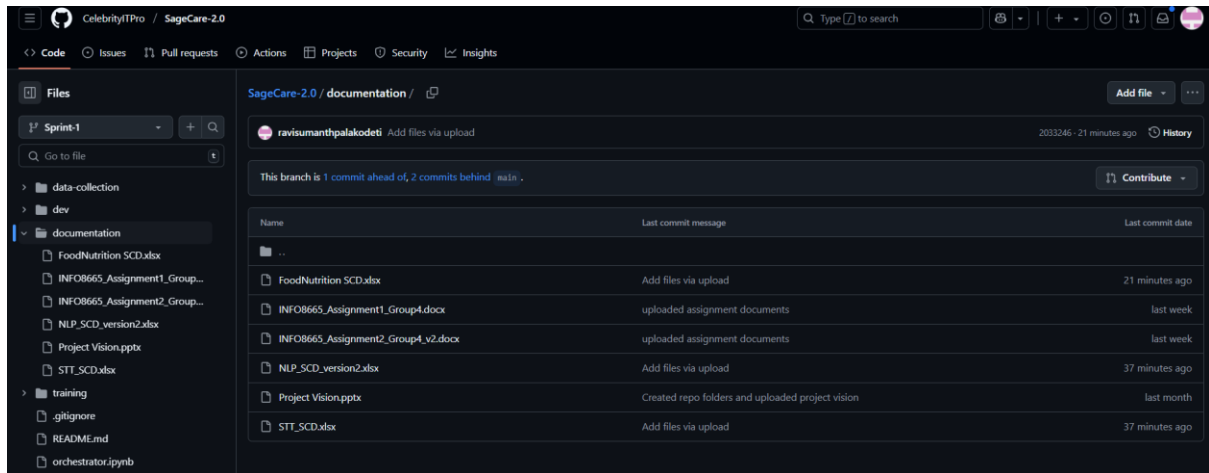 CelebrityITPro / SageCare-2.0
Type / to search
Code Issues Pull requests Actions Projects Security Insights
Files
Sprint-1
Go to file
t
data-collection
dev
documentation
FoodNutrition SCD.xlsx
INFO8665_Assignment1_Group...
INFO8665_Assignment2_Group...
NLP_SCD_version2.xlsx
Project Vision.pptx
STT_SCD.xlsx
training
.gitignore
README.md
orchestrator.ipynb
SageCare-2.0 / documentation /
Add file
ravisumanthpalakodeti Add files via upload
2033246 · 21 minutes ago History
This branch is 1 commit ahead of, 2 commits behind main .
Contribute
Name Last commit message Last commit date
..
FoodNutrition SCD.xlsx Add files via upload 21 minutes ago
INFO8665_Assignment1_Group4.docx uploaded assignment documents last week
INFO8665_Assignment2_Group4_v2.docx uploaded assignment documents last week
NLP_SCD_version2.xlsx Add files via upload 37 minutes ago
Project Vision.pptx Created repo folders and uploaded project vision last month
STT_SCD.xlsx Add files via upload 37 minutes ago